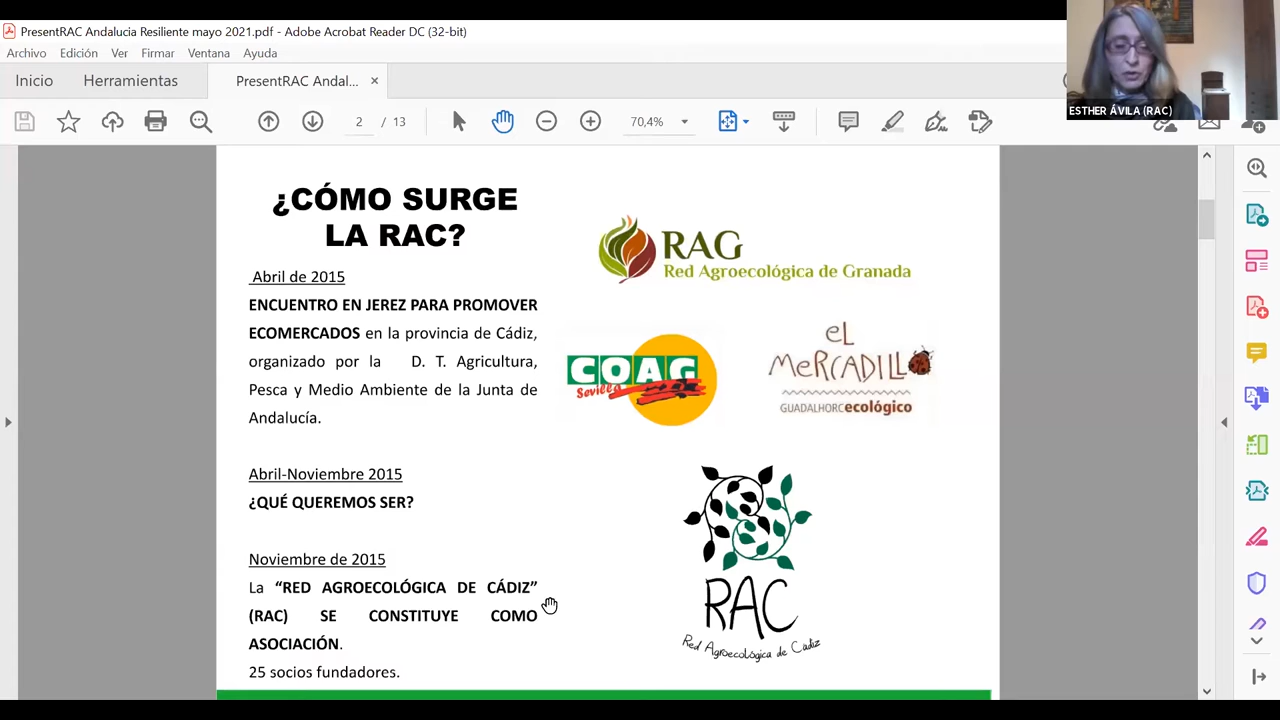 PresentRAC Andalucia Resiliente mayo 2021.pdf - Adobe Acrobat Reader DC (32-bit)
Archivo Edición Ver Firmar Ventana Ayuda
Inicio Herramientas PresentRAC Andal... ×
2 / 13 70,4%
ESTHER ÁVILA (RAC)
¿CÓMO SURGE
LA RAC?
Abril de 2015
ENCUENTRO EN JEREZ PARA PROMOVER
ECOMERCADOS en la provincia de Cádiz,
organizado por la D. T. Agricultura,
Pesca y Medio Ambiente de la Junta de
Andalucía.
Abril-Noviembre 2015
¿QUÉ QUEREMOS SER?
Noviembre de 2015
La “RED AGROECOLÓGICA DE CÁDIZ”
(RAC) SE CONSTITUYE COMO
ASOCIACIÓN.
25 socios fundadores.
RAG
Red Agroecológica de Granada
COAG
Sevilla
EL
MERCADILLO
GUADALHORCecológico
RAC
Red Agroecológica de Cádiz